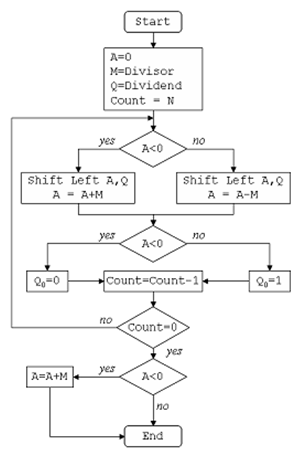 Start
A=0
M=Divisor
Q=Dividend
Count = N
yes
A<0
no
Shift Left A,Q
A = A+M
Shift Left A,Q
A = A-M
yes
A<0
no
Q₀=0
Count=Count-1
Q₀=1
no
Count=0
yes
A=A+M
yes
A<0
no
End